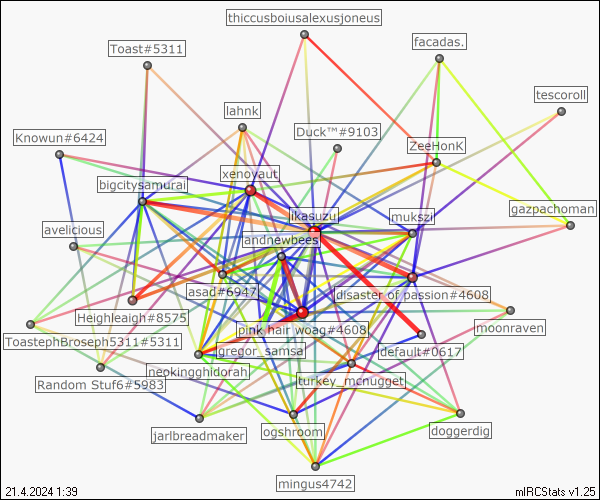 thiccusboiusalexusjoneus
Toast#5311
facadas.
tescoroll
lahnk
Duck™#9103
Knowun#6424
ZeeHonk
xenovaut
bigcitysamurai
gazpachoman
likasuzu
mukszi
avelicious
andnewbees
asad#6947
disaster of passion#4608
Heighleaigh#8575
pink hair woag#4608
moonraven
ToastephBroseph5311#5311
gregor_samsa
default#0617
neokingghidorah
Random Stuf6#5983
turkey_mcnugget
jarlbreadmaker
ogshroom
doggerdig
mingus4742
21.4.2024 1:39
mIRCStats v1.25